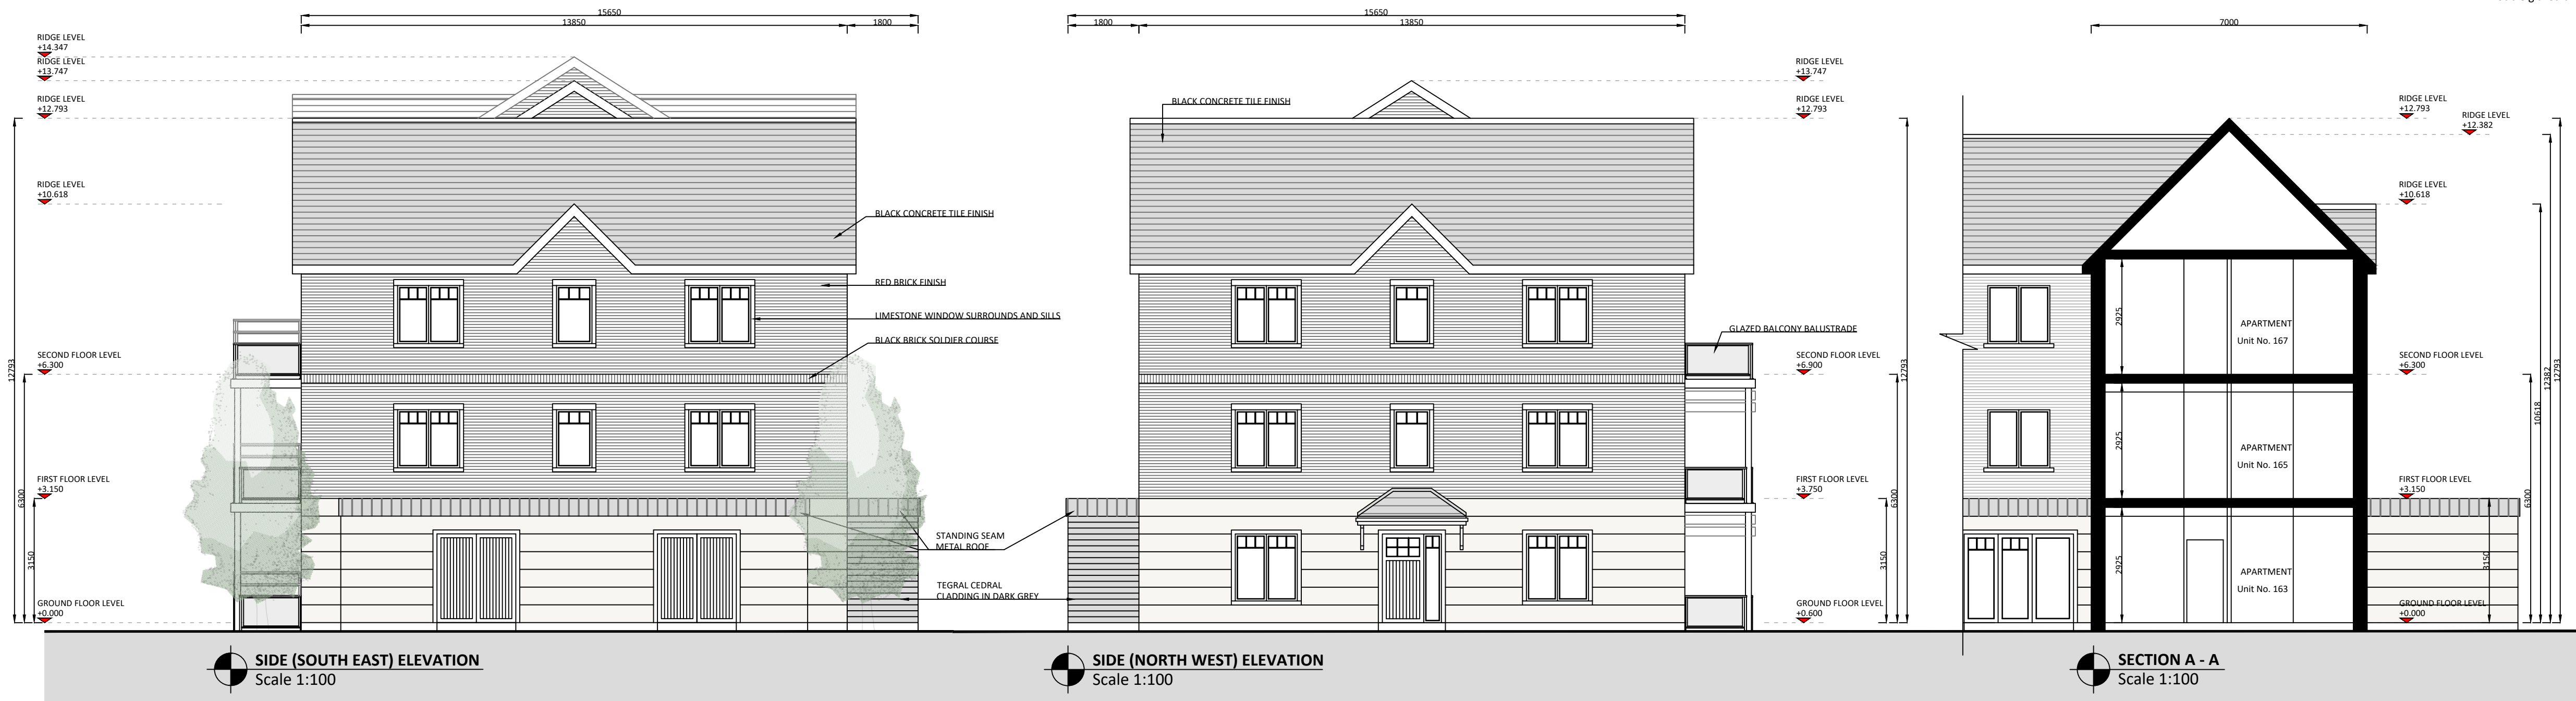 15650
13850
1800
RIDGE LEVEL
+14.347
RIDGE LEVEL
+13.747
RIDGE LEVEL
+12.793
RIDGE LEVEL
+10.618
SECOND FLOOR LEVEL
+6.300
FIRST FLOOR LEVEL
+3.150
GROUND FLOOR LEVEL
+0.000
12793
6300
3150
BLACK CONCRETE TILE FINISH
RED BRICK FINISH
LIMESTONE WINDOW SURROUNDS AND SILLS
BLACK BRICK SOLDIER COURSE
STANDING SEAM
METAL ROOF
TEGRAL CEDRAL
CLADDING IN DARK GREY
SIDE (SOUTH EAST) ELEVATION
Scale 1:100
15650
1800
13850
BLACK CONCRETE TILE FINISH
GLAZED BALCONY BALUSTRADE
RIDGE LEVEL
+13.747
RIDGE LEVEL
+12.793
SECOND FLOOR LEVEL
+6.900
FIRST FLOOR LEVEL
+3.750
GROUND FLOOR LEVEL
+0.600
12793
6300
3150
SIDE (NORTH WEST) ELEVATION
Scale 1:100
7000
RIDGE LEVEL
+12.793
RIDGE LEVEL
+12.382
RIDGE LEVEL
+10.618
SECOND FLOOR LEVEL
+6.300
FIRST FLOOR LEVEL
+3.150
GROUND FLOOR LEVEL
+0.000
2925
APARTMENT
Unit No. 167
2925
APARTMENT
Unit No. 165
2925
APARTMENT
Unit No. 163
3150
6300
10618
12382
12793
SECTION A - A
Scale 1:100